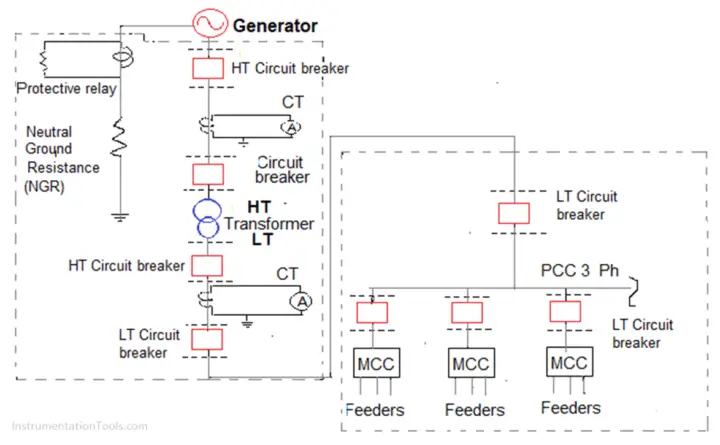 Generator
HT Circuit breaker
Protective relay
CT
A
Neutral
Ground
Resistance
(NGR)
Circuit
breaker
HT
Transformer
LT
HT Circuit breaker
CT
A
LT Circuit
breaker
LT Circuit
breaker
PCC 3 Ph
LT Circuit
breaker
MCC
MCC
MCC
Feeders
Feeders
Feeders
InstrumentationTools.com